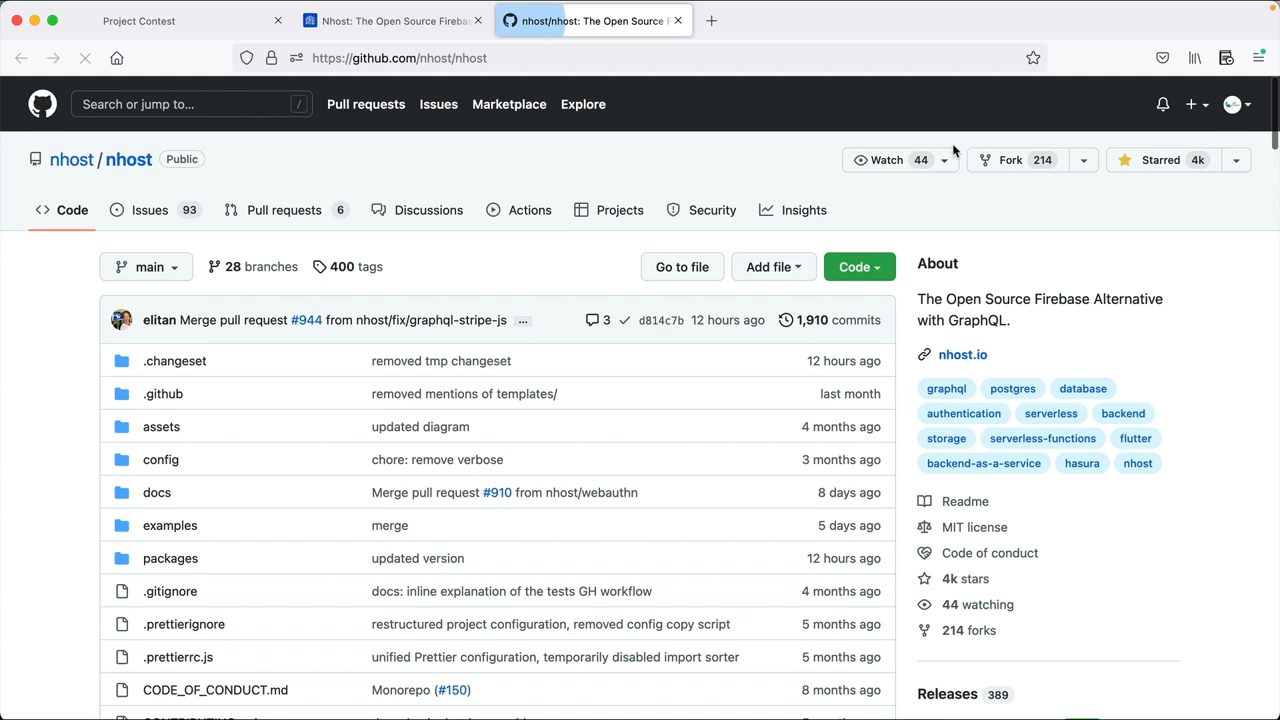 Project Contest
Nhost: The Open Source Fireba
nhost/nhost: The Open Source F
https://github.com/nhost/nhost
Search or jump to... /
Pull requests Issues Marketplace Explore
nhost / nhost Public
Watch 44 Fork 214 Starred 4k
Code Issues 93 Pull requests 6 Discussions Actions Projects Security Insights
main 28 branches 400 tags Go to file Add file Code
elitan Merge pull request #944 from nhost/fix/graphql-stripe-js ... 3 d814c7b 12 hours ago 1,910 commits
.changeset removed tmp changeset 12 hours ago
.github removed mentions of templates/ last month
assets updated diagram 4 months ago
config chore: remove verbose 3 months ago
docs Merge pull request #910 from nhost/webauthn 8 days ago
examples merge 5 days ago
packages updated version 12 hours ago
.gitignore docs: inline explanation of the tests GH workflow 4 months ago
.prettierignore restructured project configuration, removed config copy script 5 months ago
.prettierrc.js unified Prettier configuration, temporarily disabled import sorter 5 months ago
CODE_OF_CONDUCT.md Monorepo (#150) 8 months ago
About
The Open Source Firebase Alternative
with GraphQL.
nhost.io
graphql postgres database
authentication serverless backend
storage serverless-functions flutter
backend-as-a-service hasura nhost
Readme
MIT license
Code of conduct
4k stars
44 watching
214 forks
Releases 389